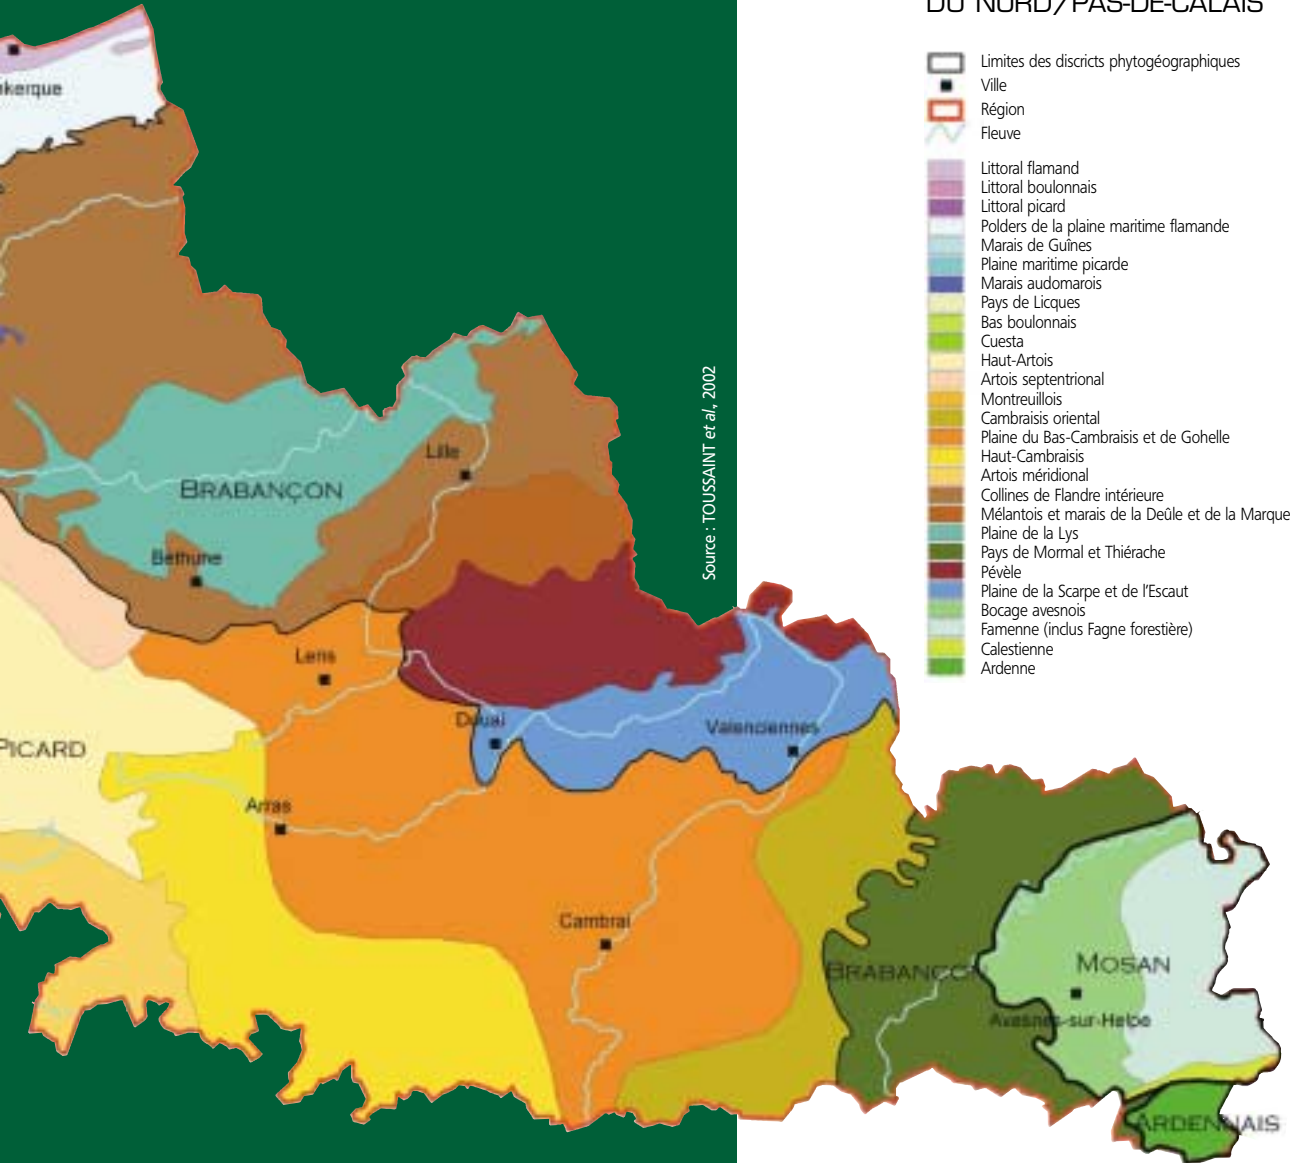 DU NORD/PAS-DE-CALAIS
Limites des discricts phytogéographiques
Ville
Région
Fleuve
Littoral flamand
Littoral boulonnais
Littoral picard
Polders de la plaine maritime flamande
Marais de Guînes
Plaine maritime picarde
Marais audomarois
Pays de Licques
Bas boulonnais
Cuesta
Haut-Artois
Artois septentrional
Montreuillois
Cambraisis oriental
Plaine du Bas-Cambraisis et de Gohelle
Haut-Cambraisis
Artois méridional
Collines de Flandre intérieure
Mélantois et marais de la Deûle et de la Marque
Plaine de la Lys
Pays de Mormal et Thiérache
Pévèle
Plaine de la Scarpe et de l'Escaut
Bocage avesnois
Famenne (inclus Fagne forestière)
Calestienne
Ardenne
Source : TOUSSAINT et al, 2002
nkerque
Lille
BRABANÇON
Béthune
Lens
Douai
Valenciennes
PICARD
Arras
Cambrai
BRABANÇON
MOSAN
Avesnes-sur-Helpe
ARDENNAIS